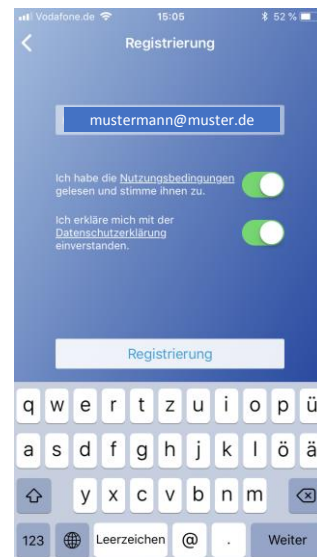 Vodafone.de 15:05 52 %
Registrierung
mustermann@muster.de
Ich habe die Nutzungsbedingungen
gelesen und stimme ihnen zu.
Ich erkläre mich mit der
Datenschutzerklärung
einverstanden.
Registrierung
q w e r t z u i o p ü
a s d f g h j k l ö ä
y x c v b n m
123 Leerzeichen @ . Weiter